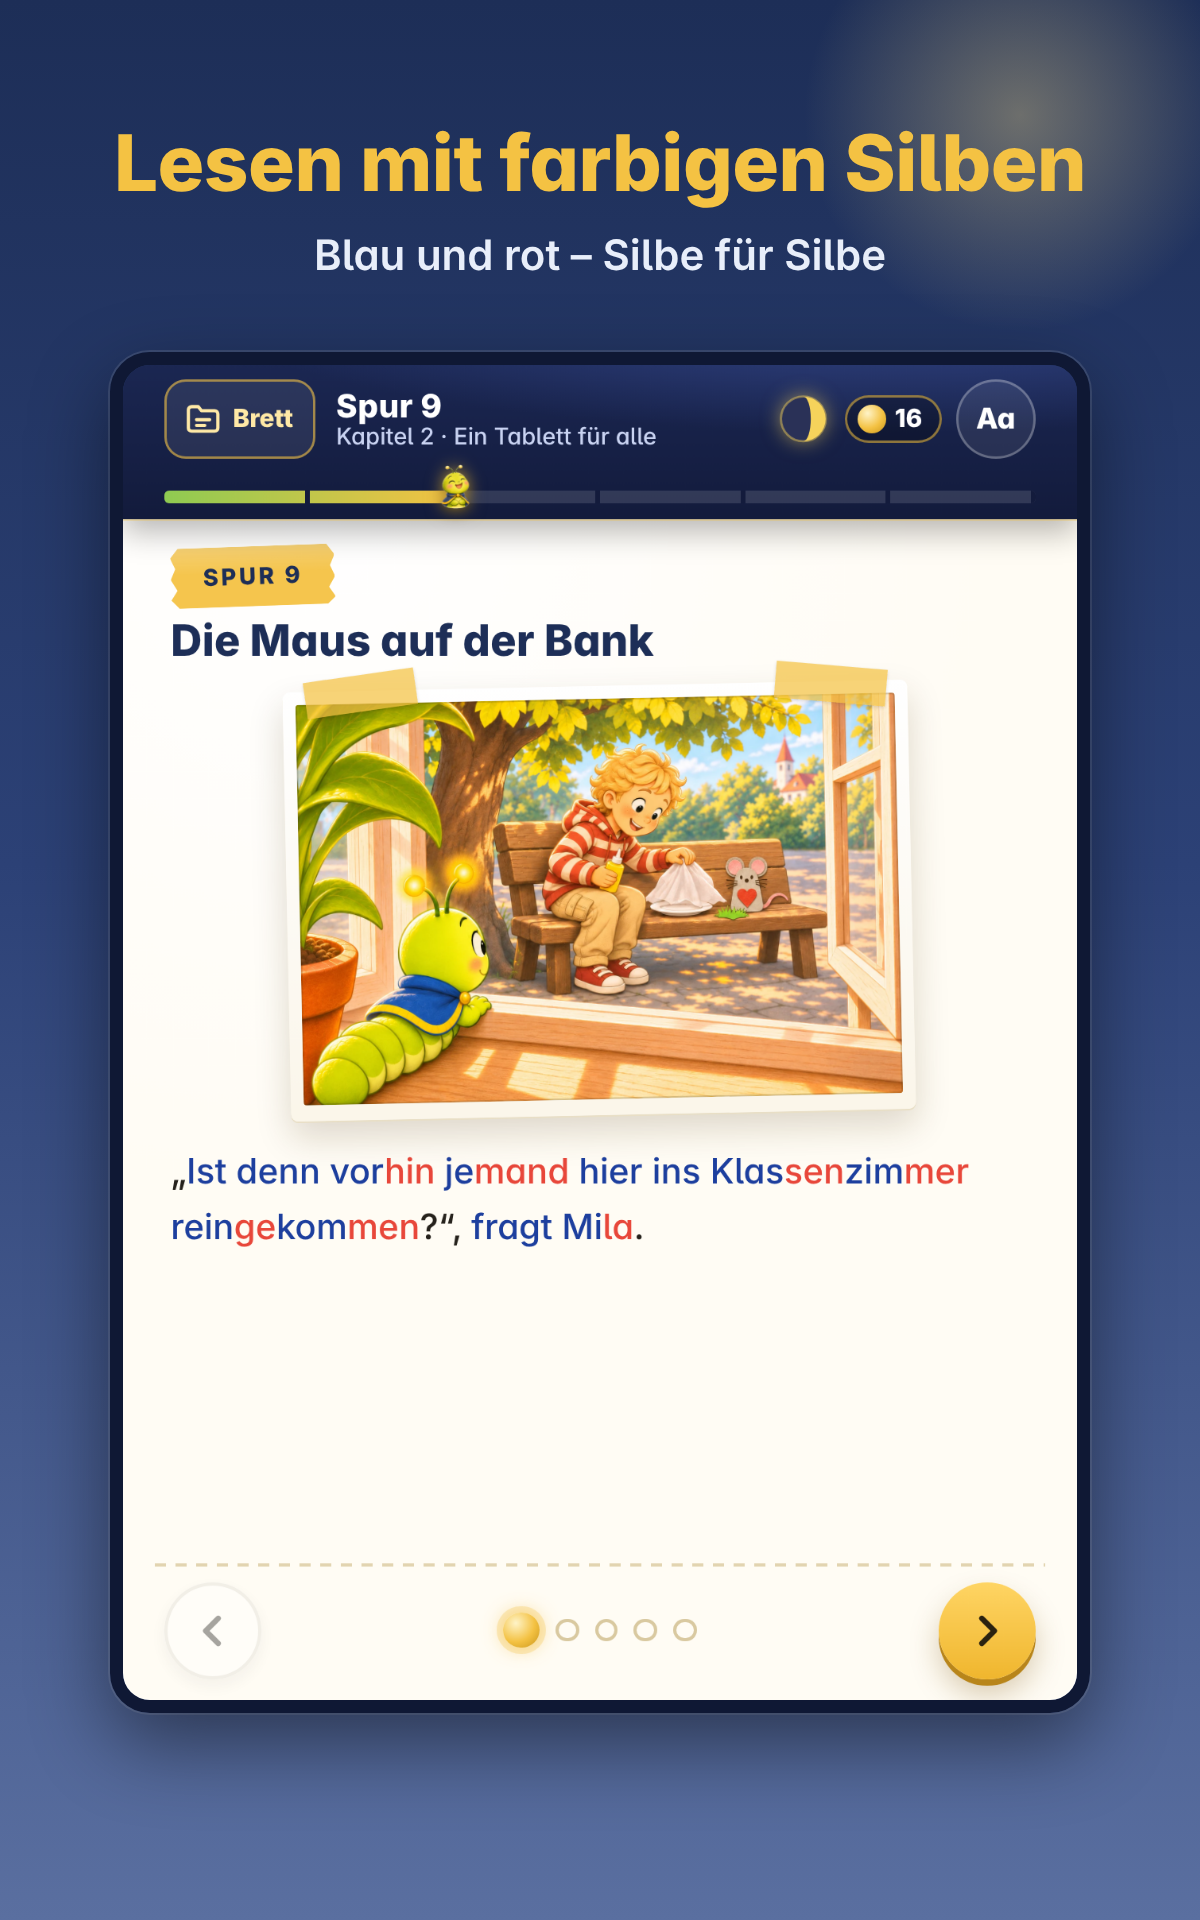 Lesen mit farbigen Silben
Blau und rot – Silbe für Silbe
Brett
Spur 9
Kapitel 2 · Ein Tablett für alle
16
Aa
SPUR 9
Die Maus auf der Bank
„Ist denn vorhin jemand hier ins Klassenzimmer
reingekommen?“, fragt Mila.